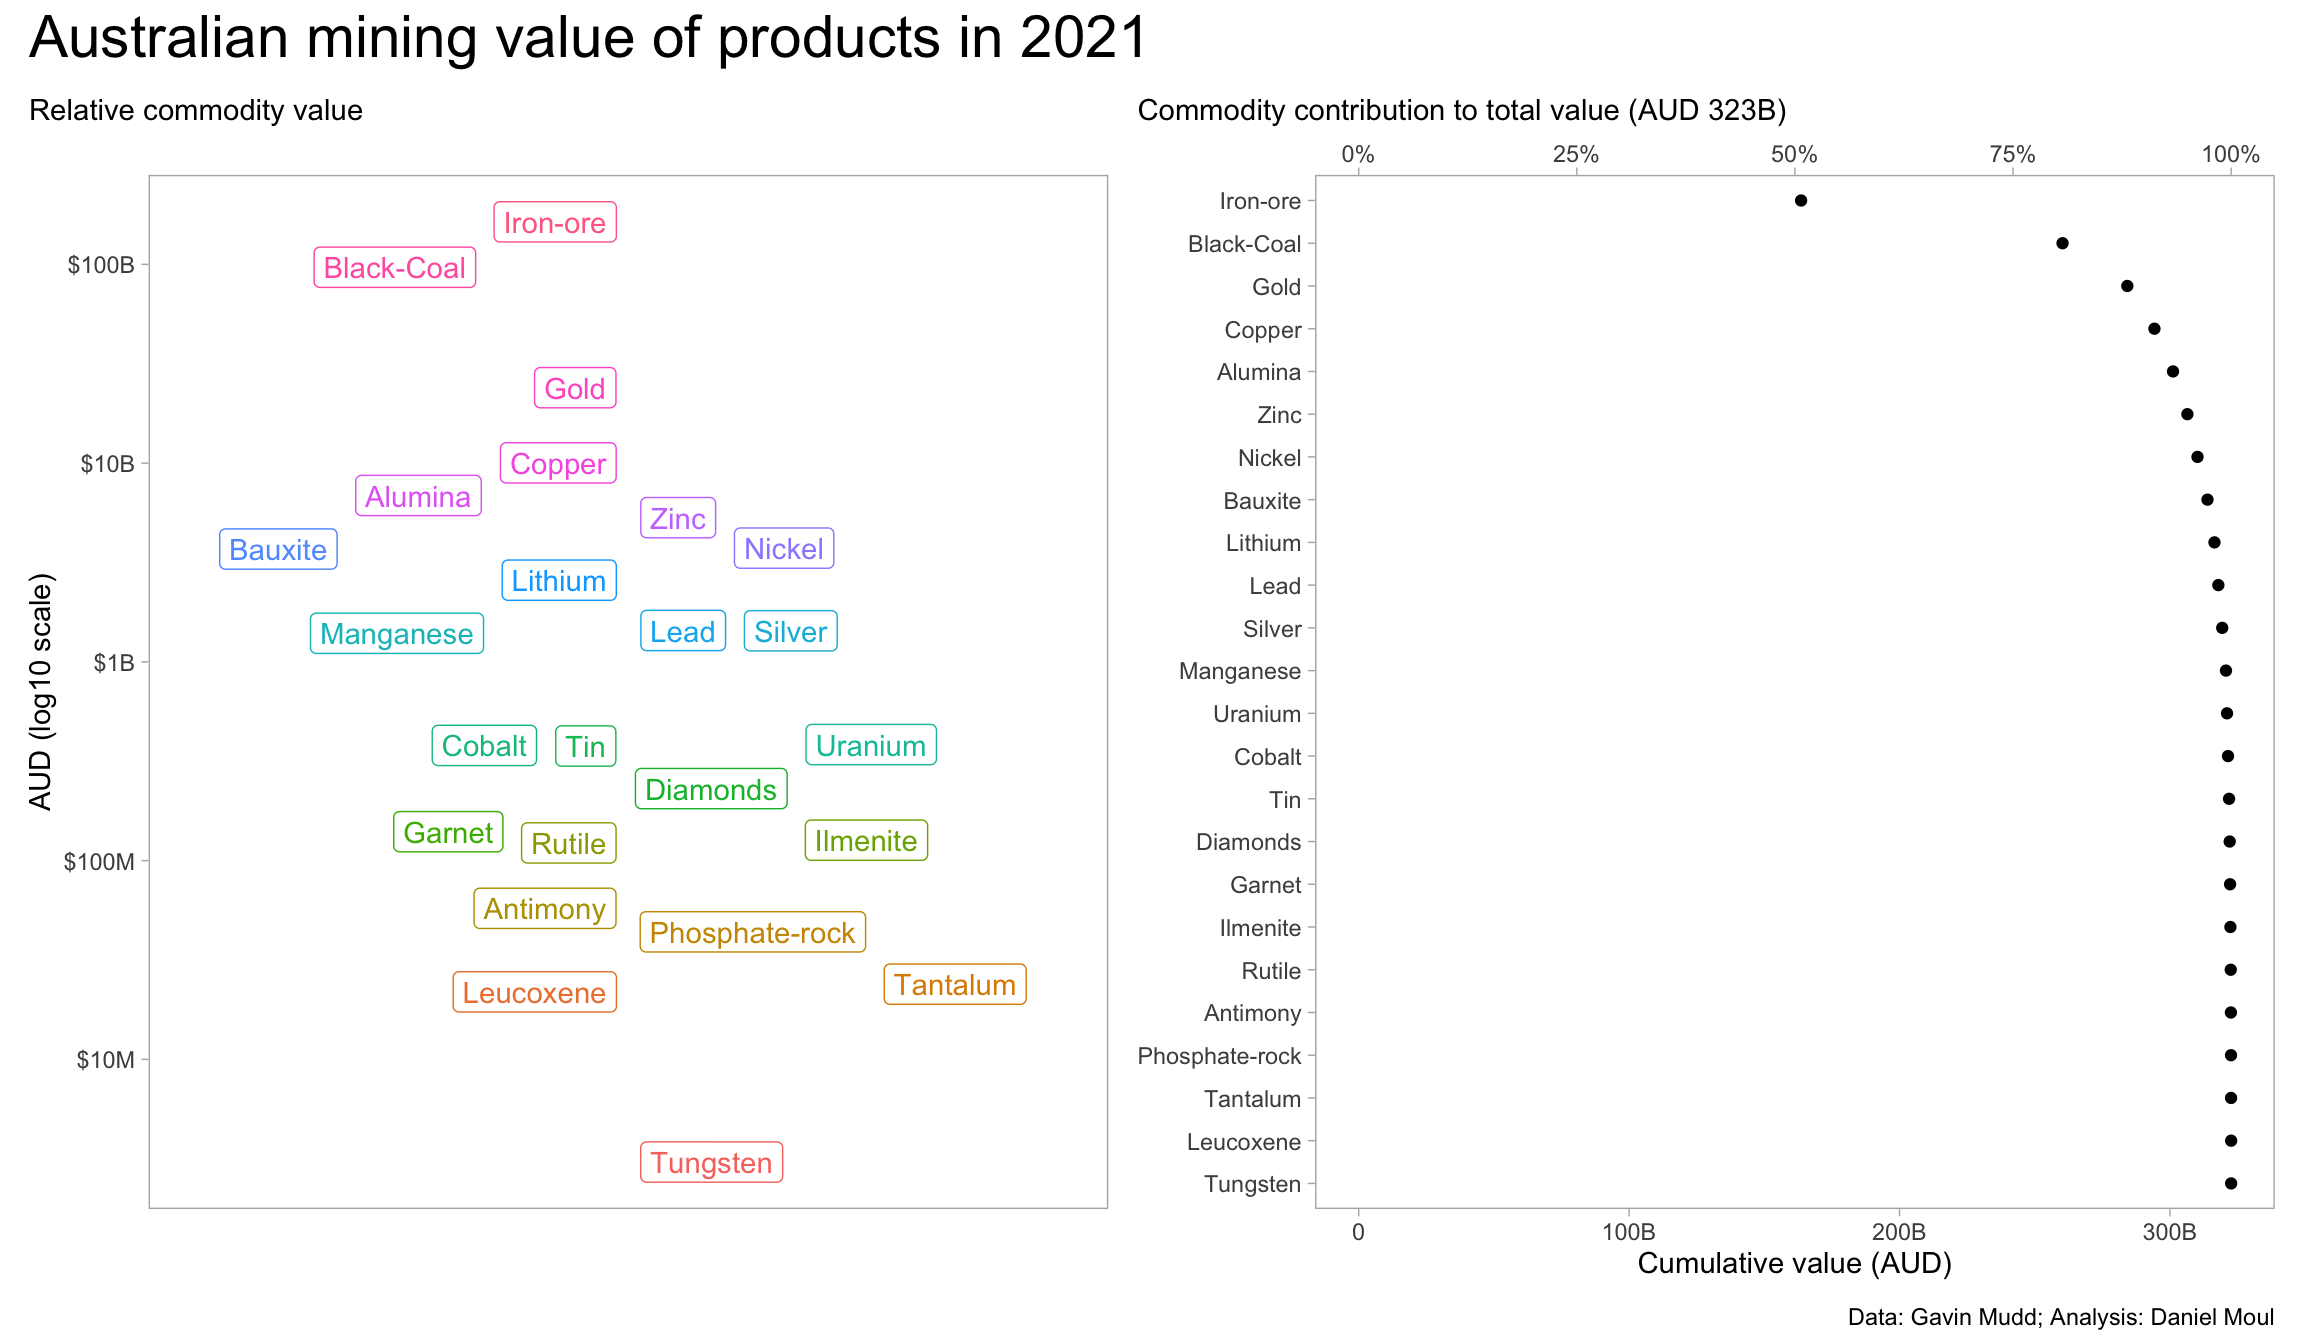 Australian mining value of products in 2021
Relative commodity value
AUD (log10 scale)
$100B
$10B
$1B
$100M
$10M
Iron-ore
Black-Coal
Gold
Copper
Alumina
Zinc
Bauxite
Nickel
Lithium
Manganese
Lead
Silver
Cobalt
Tin
Uranium
Diamonds
Garnet
Rutile
Ilmenite
Antimony
Phosphate-rock
Tantalum
Leucoxene
Tungsten
Commodity contribution to total value (AUD 323B)
0% 25% 50% 75% 100%
Iron-ore
Black-Coal
Gold
Copper
Alumina
Zinc
Nickel
Bauxite
Lithium
Lead
Silver
Manganese
Uranium
Cobalt
Tin
Diamonds
Garnet
Ilmenite
Rutile
Antimony
Phosphate-rock
Tantalum
Leucoxene
Tungsten
0 100B 200B 300B
Cumulative value (AUD)
Data: Gavin Mudd; Analysis: Daniel Moul